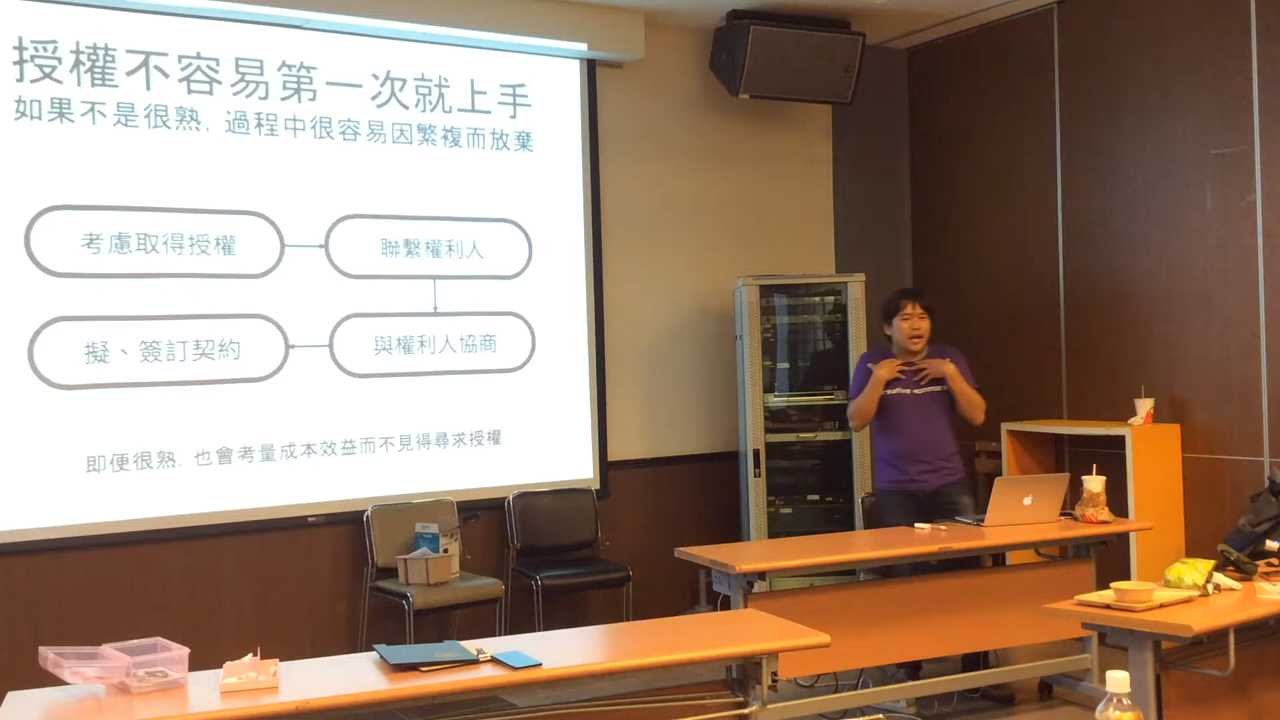 授權不容易第一次就上手
如果不是很熟, 過程中很容易因繁複而放棄
考慮取得授權
聯繫權利人
與權利人協商
擬、簽訂契約
即便很熟, 也會考量成本效益而不見得尋求授權
creative